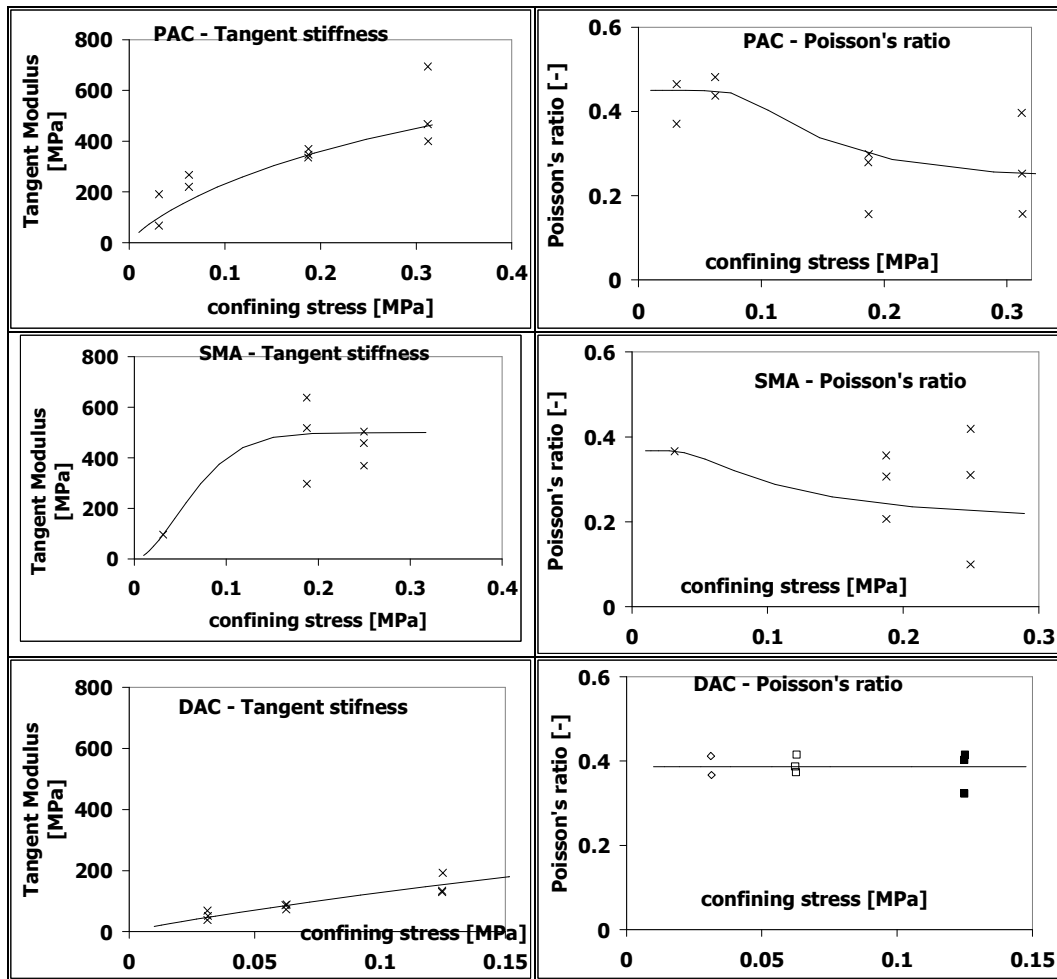 PAC - Tangent stiffness
Tangent Modulus
[MPa]
800
600
400
200
0
0
0.1
0.2
0.3
0.4
confining stress [MPa]
PAC - Poisson's ratio
Poisson's ratio [-]
0.6
0.4
0.2
0
confining stress [MPa]
0
0.1
0.2
0.3
SMA - Tangent stiffness
Tangent Modulus
[MPa]
800
600
400
200
0
0
0.1
0.2
0.3
0.4
confining stress [MPa]
SMA - Poisson's ratio
Poisson's ratio [-]
0.6
0.4
0.2
0
confining stress [MPa]
0
0.1
0.2
0.3
DAC - Tangent stifness
Tangent Modulus
[MPa]
800
600
400
200
0
confining stress [MPa]
0
0.05
0.1
0.15
DAC - Poisson's ratio
Poisson's ratio [-]
0.6
0.4
0.2
0
confining stress [MPa]
0
0.05
0.1
0.15